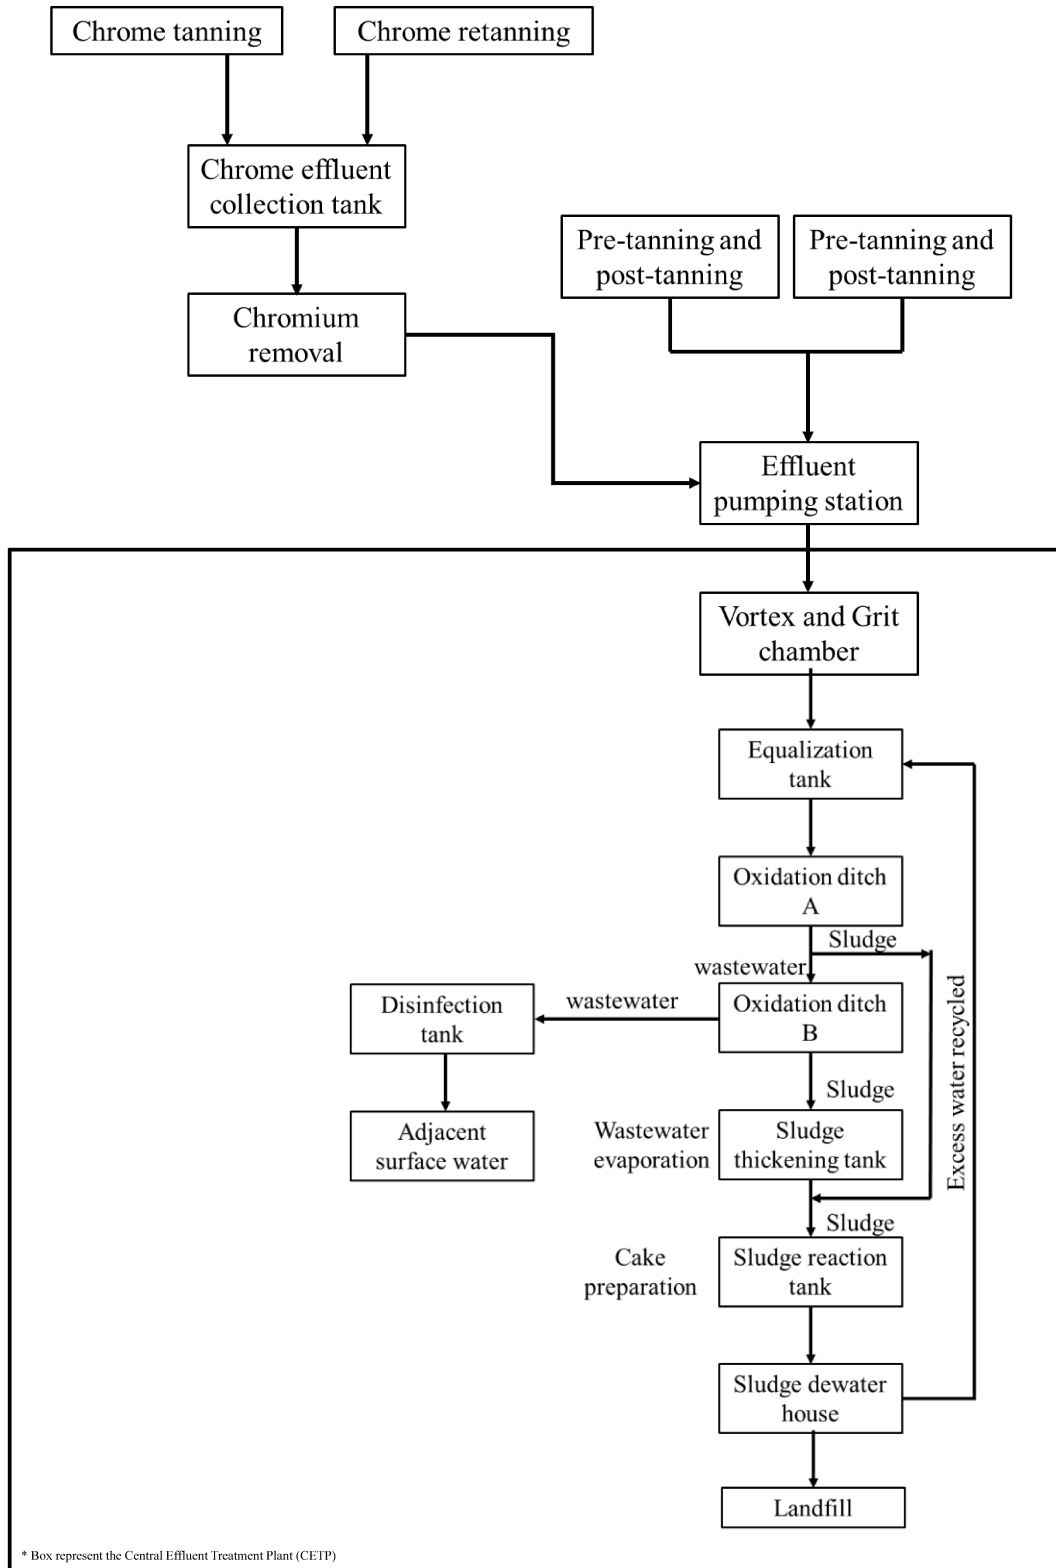 Chrome tanning
Chrome retanning
Chrome effluent
collection tank
Pre-tanning and
post-tanning
Pre-tanning and
post-tanning
Chromium
removal
Effluent
pumping station
Vortex and Grit
chamber
Equalization
tank
Oxidation ditch
A
Sludge
wastewater
Oxidation ditch
B
wastewater
Disinfection
tank
Sludge
Adjacent
surface water
Wastewater
evaporation
Sludge
thickening tank
Excess water recycled
Sludge
Cake
preparation
Sludge reaction
tank
Sludge dewater
house
Landfill
* Box represent the Central Effluent Treatment Plant (CETP)